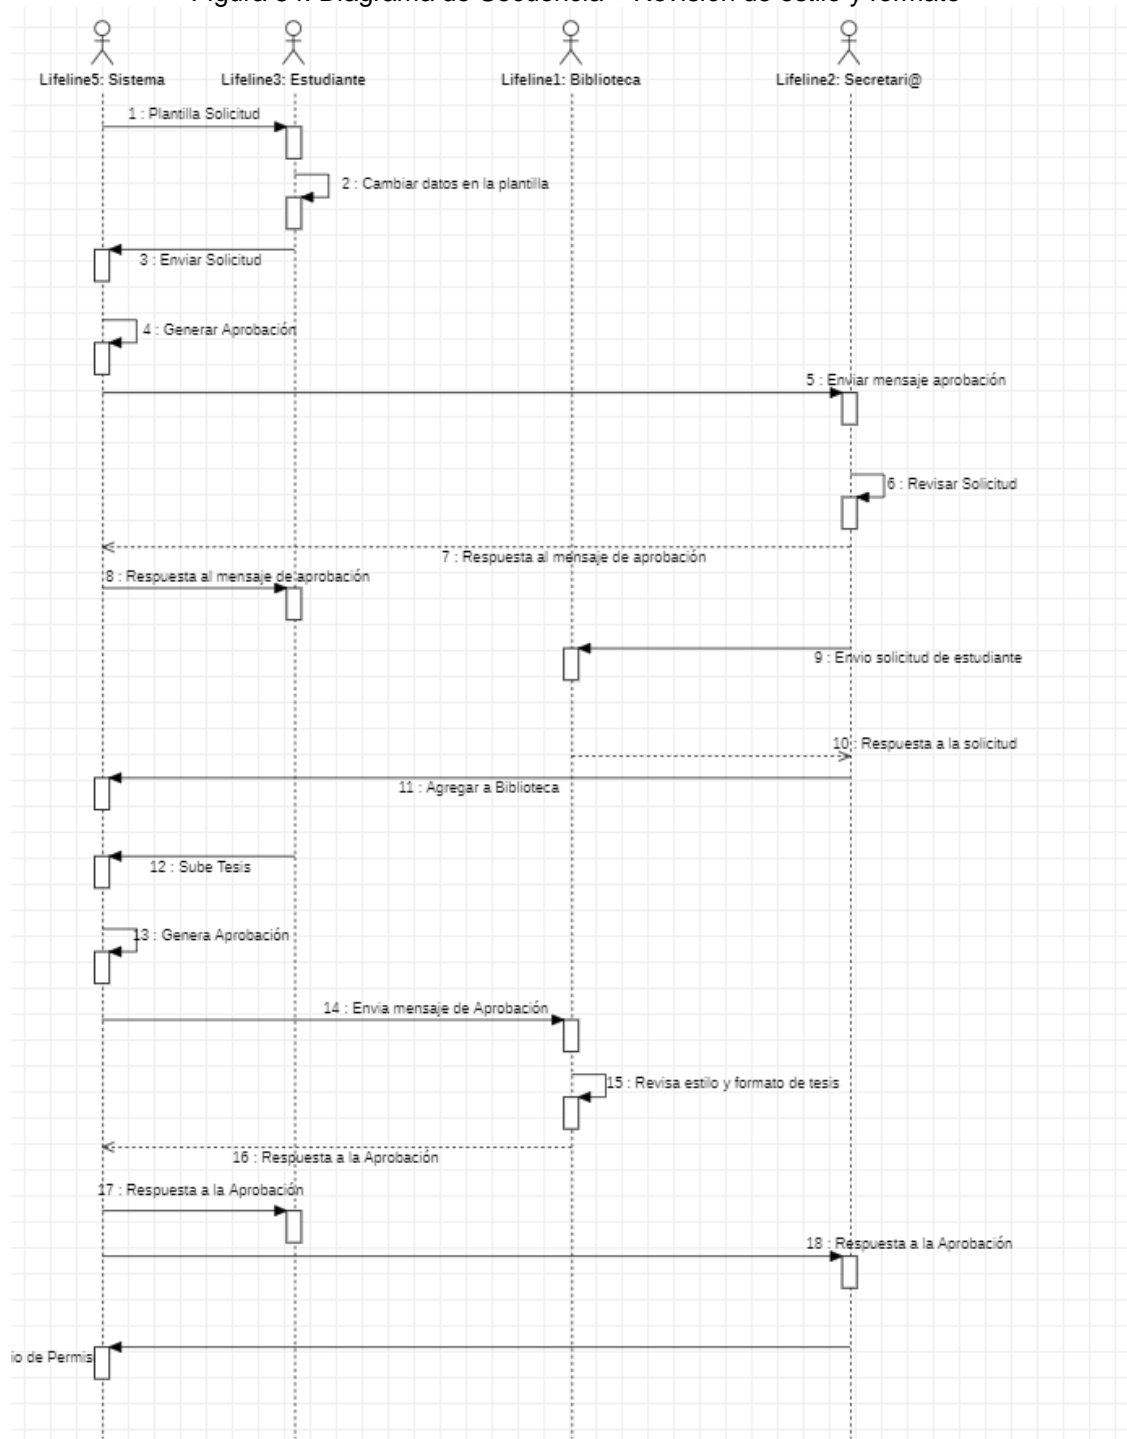 Lifeline5: Sistema
Lifeline3: Estudiante
Lifeline1: Biblioteca
Lifeline2: Secretari@
1 : Plantilla Solicitud
2 : Cambiar datos en la plantilla
3 : Enviar Solicitud
4 : Generar Aprobación
5 : Enviar mensaje aprobación
6 : Revisar Solicitud
7 : Respuesta al mensaje de aprobación
8 : Respuesta al mensaje de aprobación
9 : Envio solicitud de estudiante
10 : Respuesta a la solicitud
11 : Agregar a Biblioteca
12 : Sube Tesis
13 : Genera Aprobación
14 : Envia mensaje de Aprobación
15 : Revisa estilo y formato de tesis
16 : Respuesta a la Aprobación
17 : Respuesta a la Aprobación
18 : Respuesta a la Aprobación
io de Permis